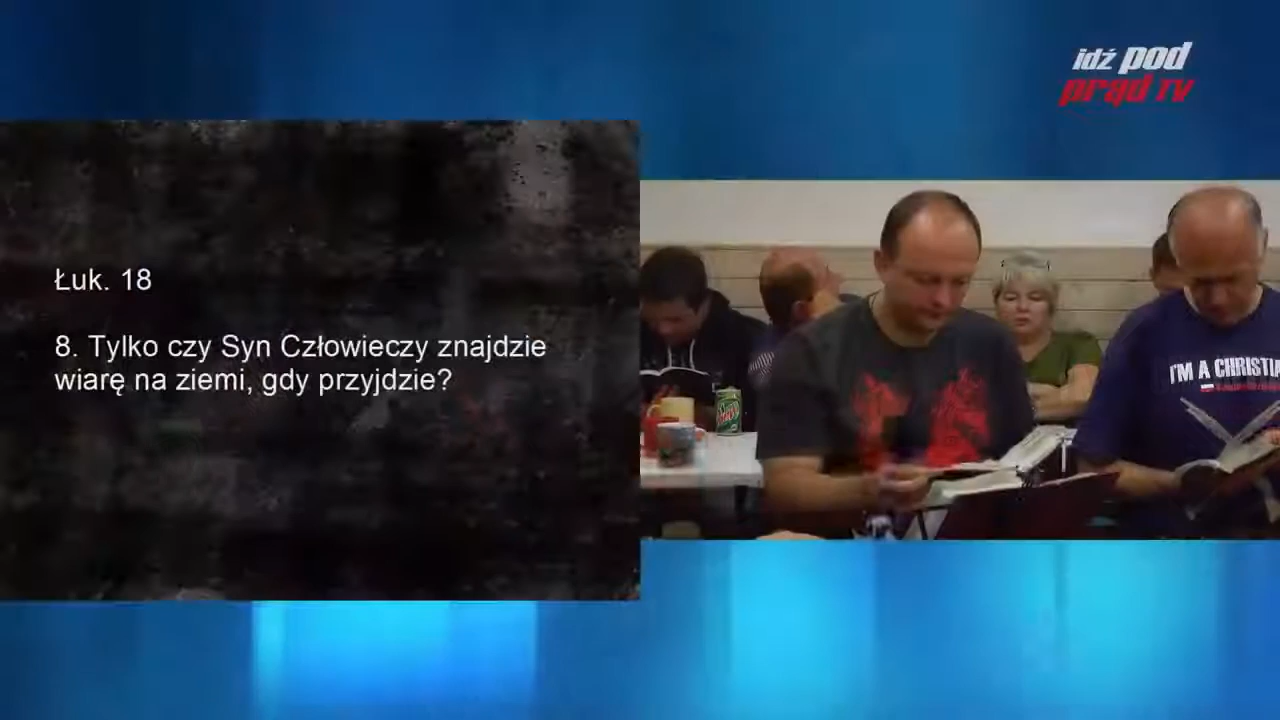 idź pod
prąd TV
Łuk. 18
8. Tylko czy Syn Człowieczy znajdzie
wiarę na ziemi, gdy przyjdzie?
I'M A CHRISTIA